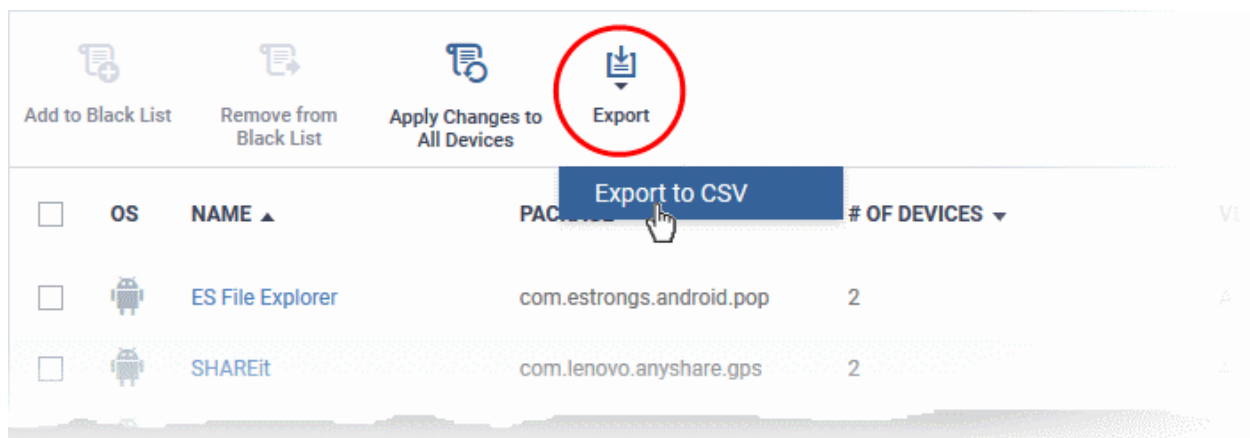 Add to Black List
Remove from
Black List
Apply Changes to
All Devices
Export
Export to CSV
OS NAME # OF DEVICES
ES File Explorer com.estrongs.android.pop 2
SHAREit com.lenovo.anyshare.gps 2